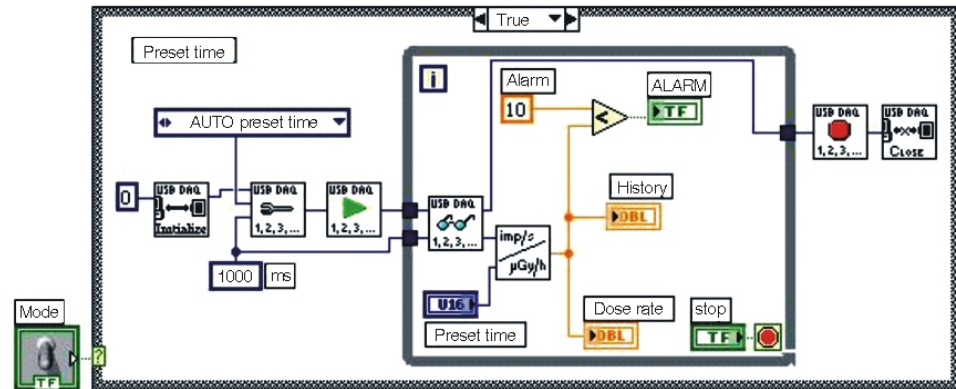 True
Preset time
AUTO preset time
0
USB DAQ
Initialize
USB DAQ
1,2,3,...
USB DAQ
1,2,3,...
1000
ms
Mode
TF
?
i
Alarm
10
<
ALARM
TF
USB DAQ
1,2,3,...
imp/s
µGy/h
U16
Preset time
History
DBL
Dose rate
DBL
stop
TF
USB DAQ
1,2,3,...
USB DAQ
CLOSE